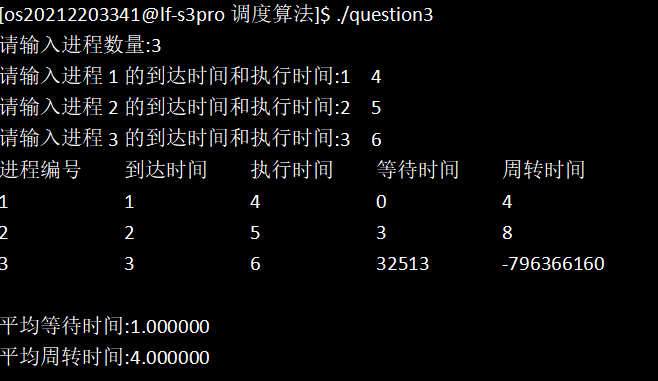 [os20212203341@lf-s3pro 调度算法]$ ./question3
请输入进程数量:3
请输入进程 1 的到达时间和执行时间:1 4
请输入进程 2 的到达时间和执行时间:2 5
请输入进程 3 的到达时间和执行时间:3 6
进程编号 到达时间 执行时间 等待时间 周转时间
1 1 4 0 4
2 2 5 3 8
3 3 6 32513 -796366160
平均等待时间:1.000000
平均周转时间:4.000000